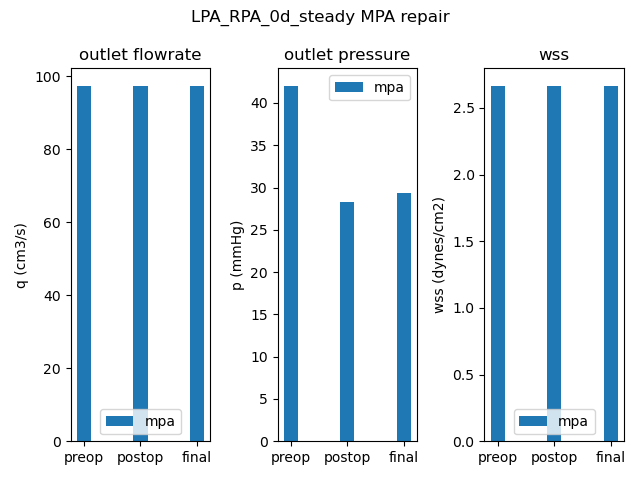 LPA_RPA_0d_steady MPA repair
outlet flowrate
q (cm3/s)
100
80
60
40
20
0
preop postop final
mpa
outlet pressure
p (mmHg)
40
35
30
25
20
15
10
5
0
preop postop final
mpa
wss
wss (dynes/cm2)
2.5
2.0
1.5
1.0
0.5
0.0
preop postop final
mpa